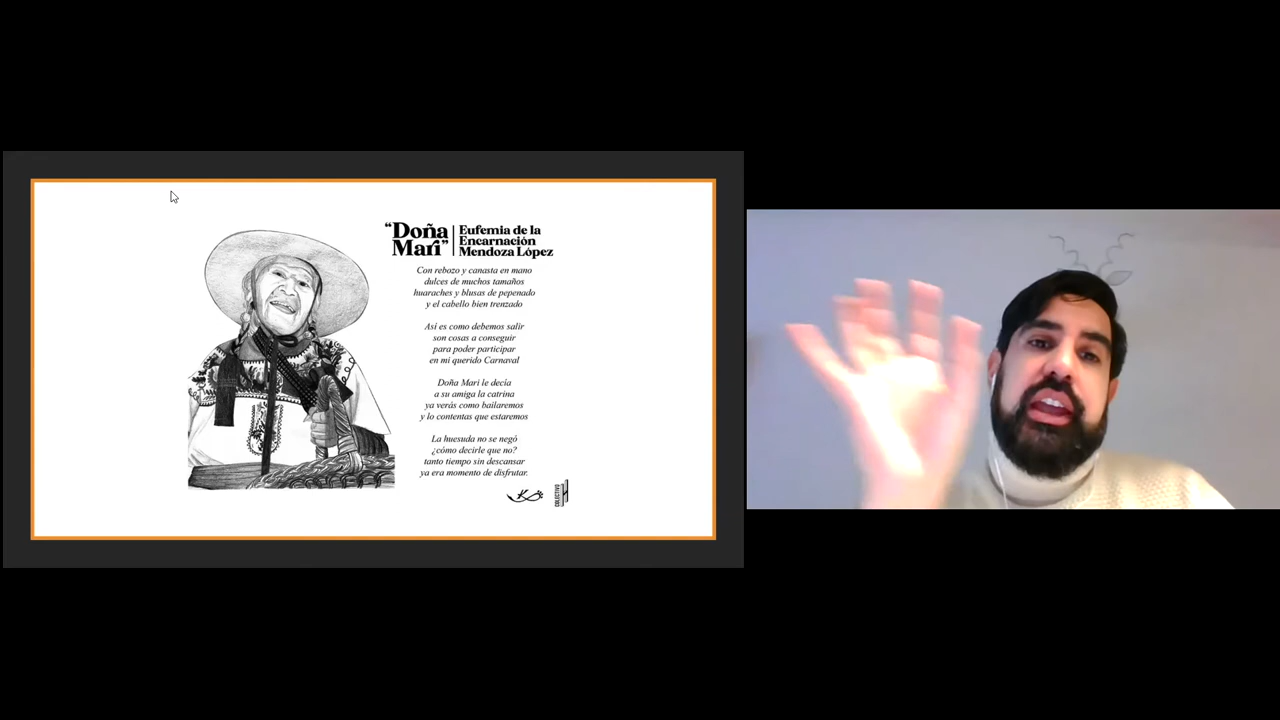 “Doña
Mari”
Eufemia de la
Encarnación
Mendoza López
Con rebozo y canasta en mano
dulces de muchos tamaños
huaraches y blusas de pepenado
y el cabello bien trenzado
Así es como debemos salir
son cosas a conseguir
para poder participar
en mi querido Carnaval
Doña Mari le decía
a su amiga la catrina
ya verás como bailaremos
y lo contentas que estaremos
La huesuda no se negó
¿cómo decirle que no?
tanto tiempo sin descansar
ya era momento de disfrutar.
COLECTIVO